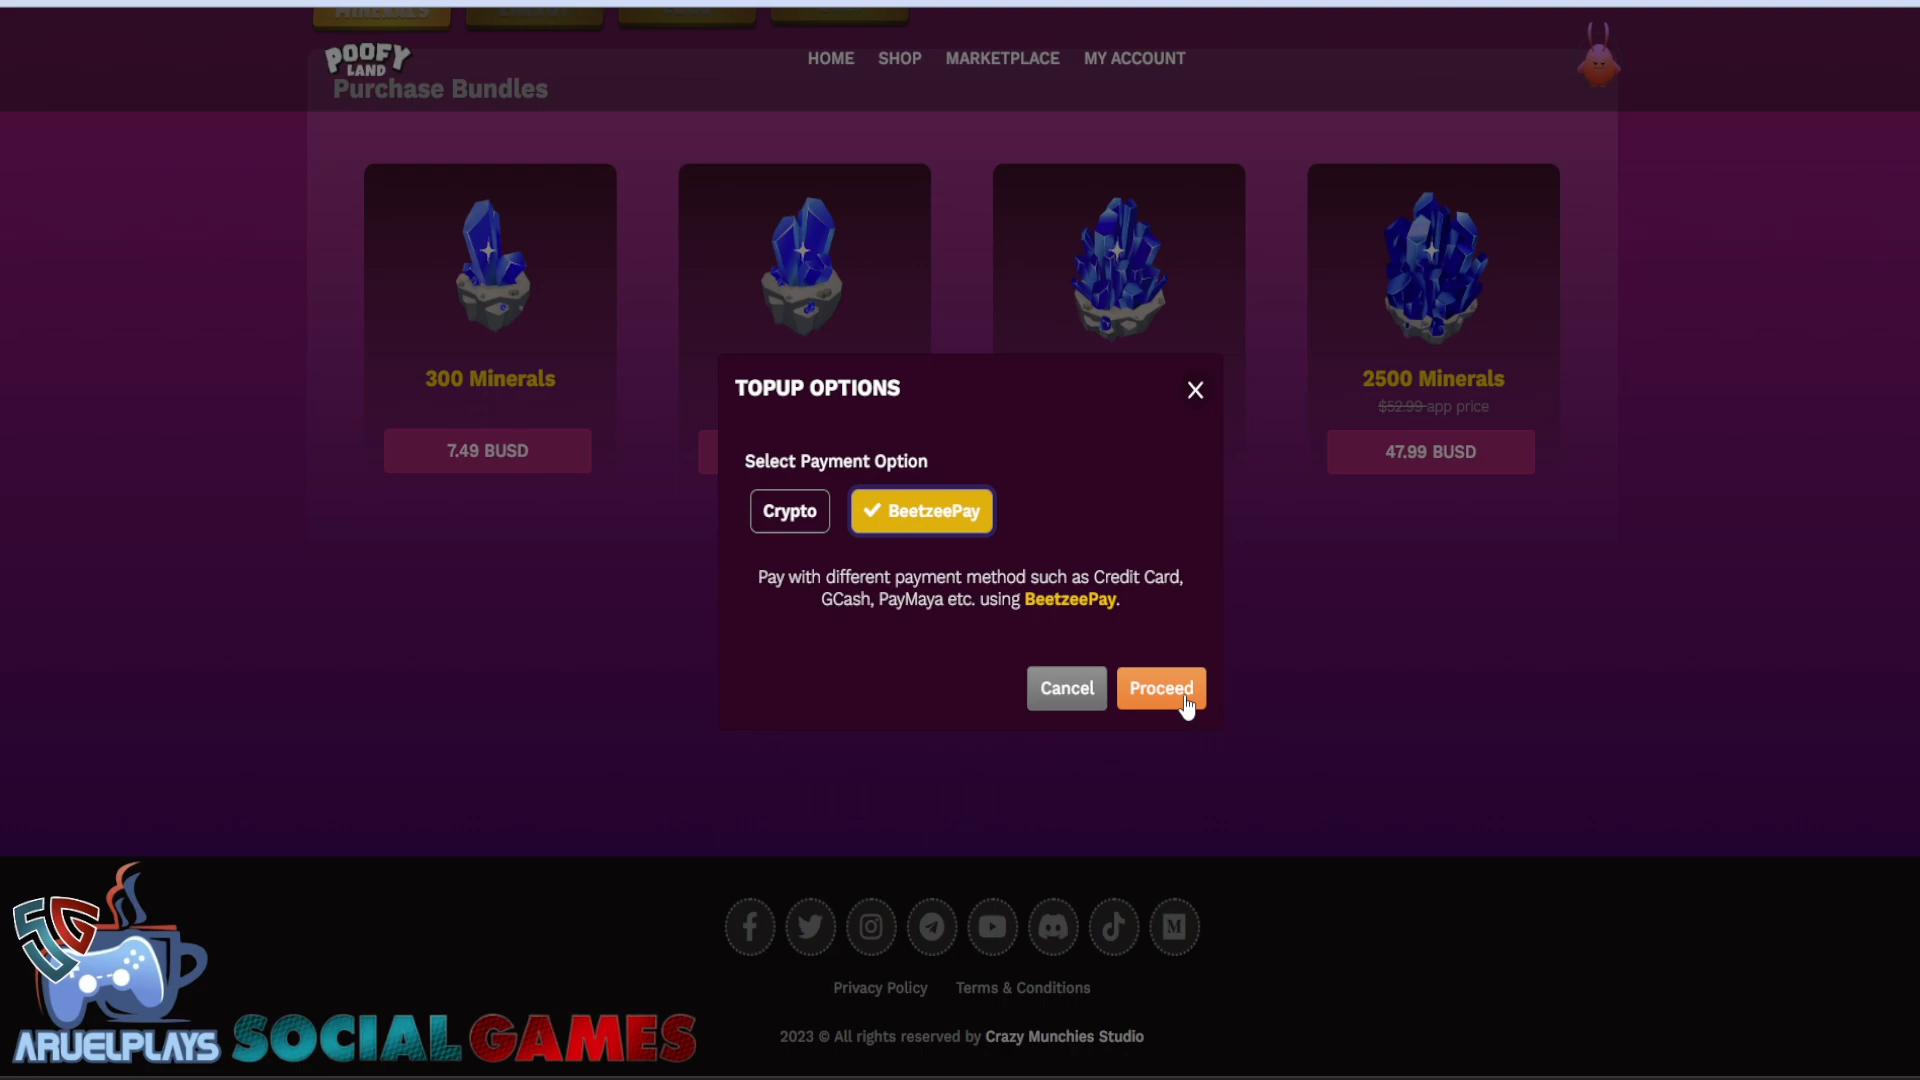 MINERALS
POOFY
LAND
HOME
SHOP
MARKETPLACE
MY ACCOUNT
Purchase Bundles
300 Minerals
7.49 BUSD
2500 Minerals
$52.99 app price
47.99 BUSD
TOPUP OPTIONS
X
Select Payment Option
Crypto
BeetzeePay
Pay with different payment method such as Credit Card,
GCash, PayMaya etc. using BeetzeePay.
Cancel
Proceed
Privacy Policy
Terms & Conditions
2023 © All rights reserved by Crazy Munchies Studio
SG
ARUELPLAYS
SOCIAL GAMES